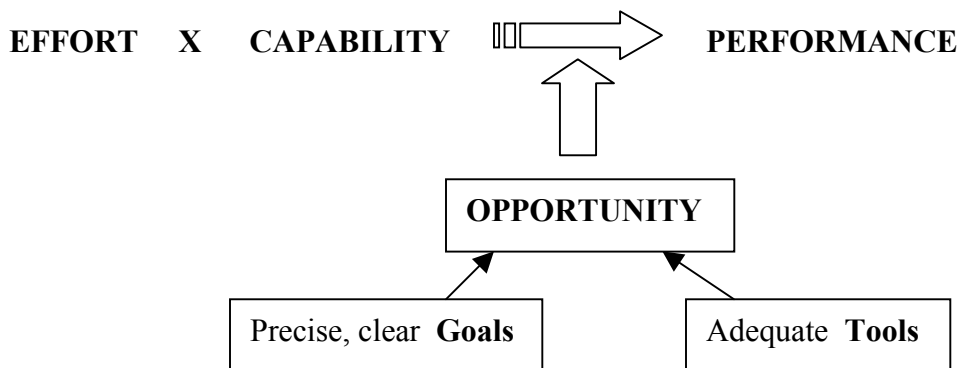 EFFORT X CAPABILITY PERFORMANCE
OPPORTUNITY
Precise, clear Goals
Adequate Tools